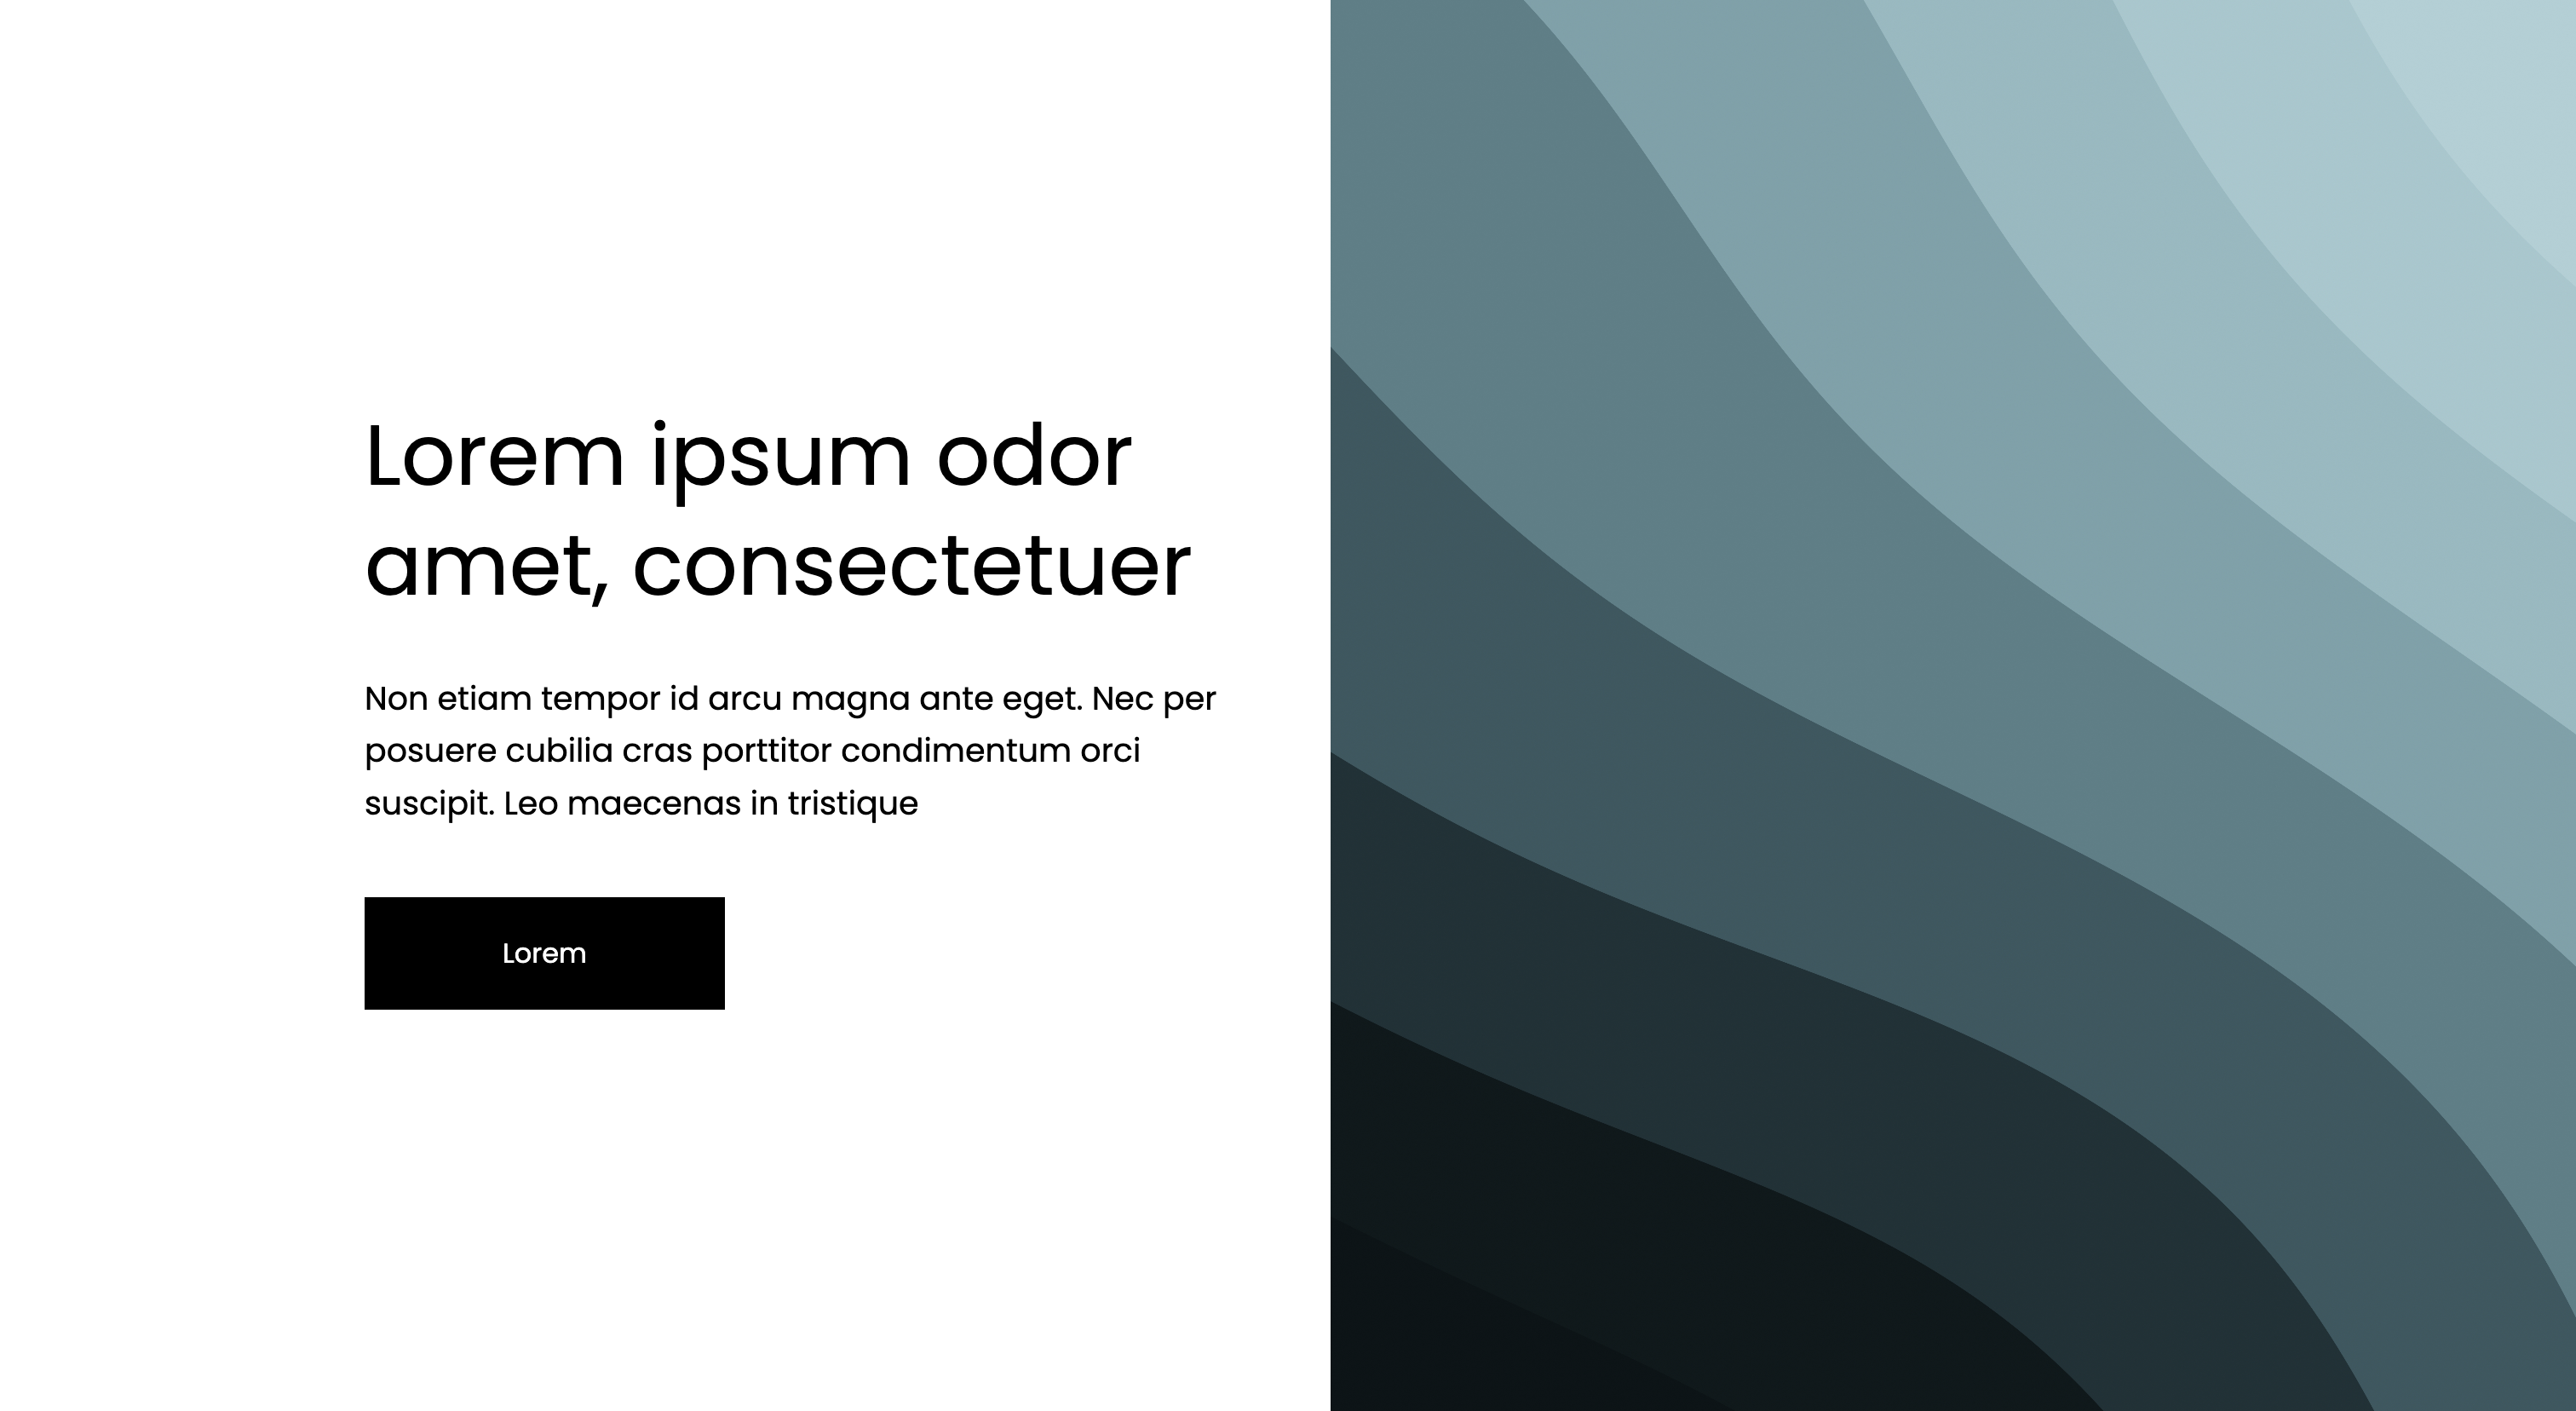 Lorem ipsum odor
amet, consectetuer
Non etiam tempor id arcu magna ante eget. Nec per
posuere cubilia cras porttitor condimentum orci
suscipit. Leo maecenas in tristique
Lorem